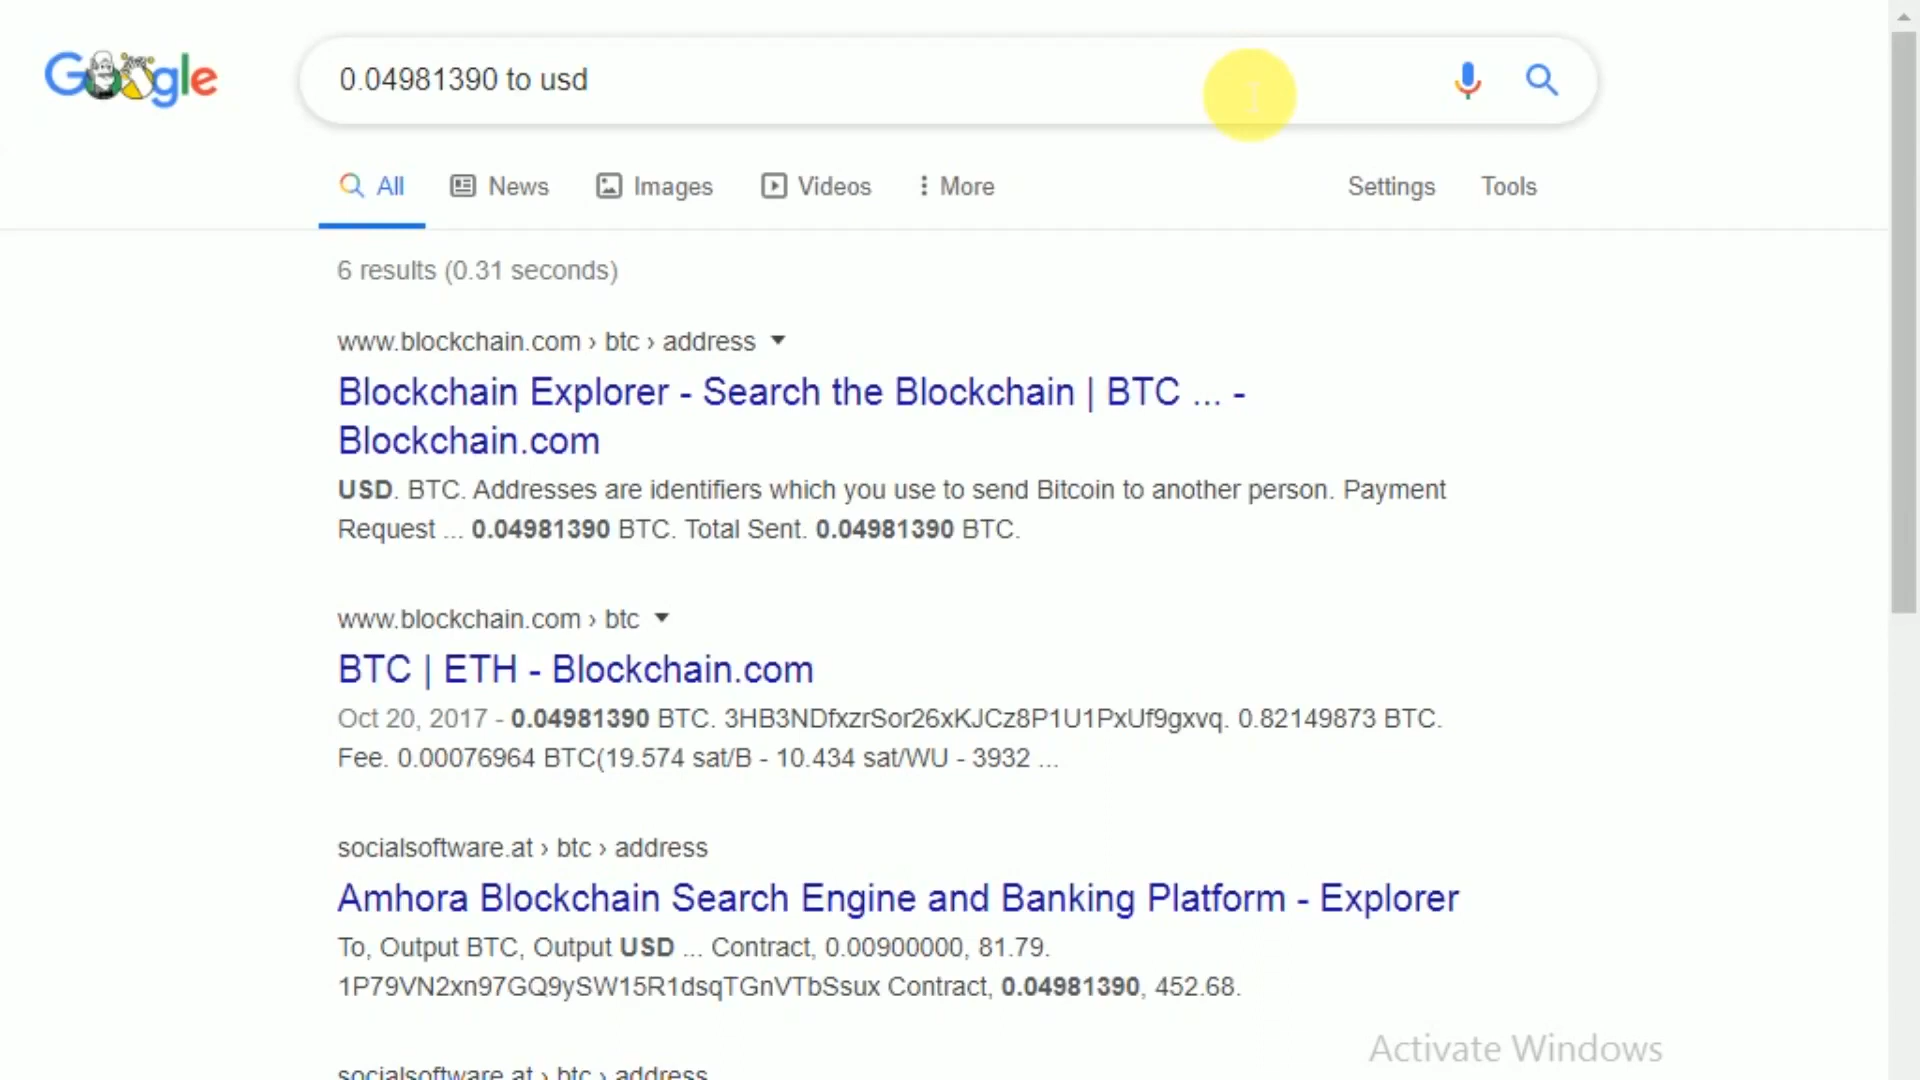 Google
0.04981390 to usd
All
News
Images
Videos
More
Settings
Tools
6 results (0.31 seconds)
www.blockchain.com › btc › address
Blockchain Explorer - Search the Blockchain | BTC ... -
Blockchain.com
USD. BTC. Addresses are identifiers which you use to send Bitcoin to another person. Payment
Request ... 0.04981390 BTC. Total Sent. 0.04981390 BTC.
www.blockchain.com › btc
BTC | ETH - Blockchain.com
Oct 20, 2017 - 0.04981390 BTC. 3HB3NDfxzrSor26xKJCz8P1U1PxUf9gxvq. 0.82149873 BTC.
Fee. 0.00076964 BTC(19.574 sat/B - 10.434 sat/WU - 3932 ...
socialsoftware.at › btc › address
Amhora Blockchain Search Engine and Banking Platform - Explorer
To, Output BTC, Output USD ... Contract, 0.00900000, 81.79.
1P79VN2xn97GQ9ySW15R1dsqTGnVTbSsux Contract, 0.04981390, 452.68.
Activate Windows
socialsoftware.at › btc › address